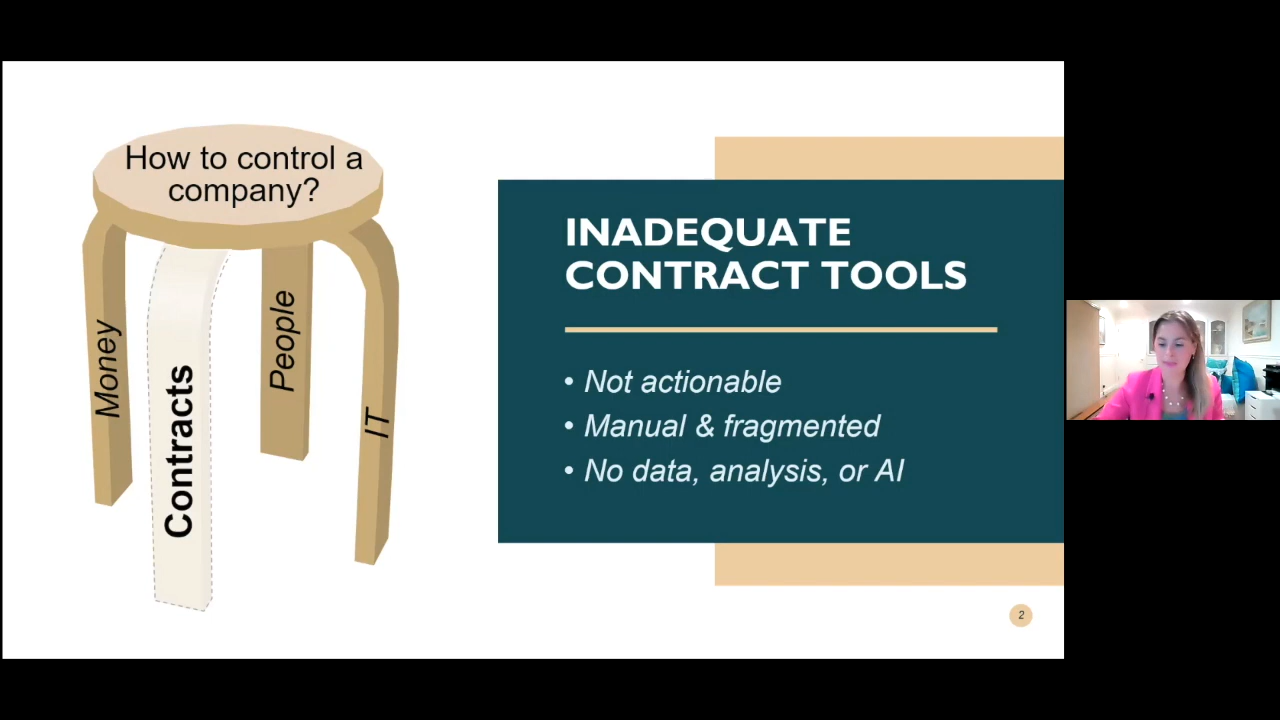 How to control a
company?
Money
Contracts
People
IT
INADEQUATE
CONTRACT TOOLS
• Not actionable
• Manual & fragmented
• No data, analysis, or AI
2